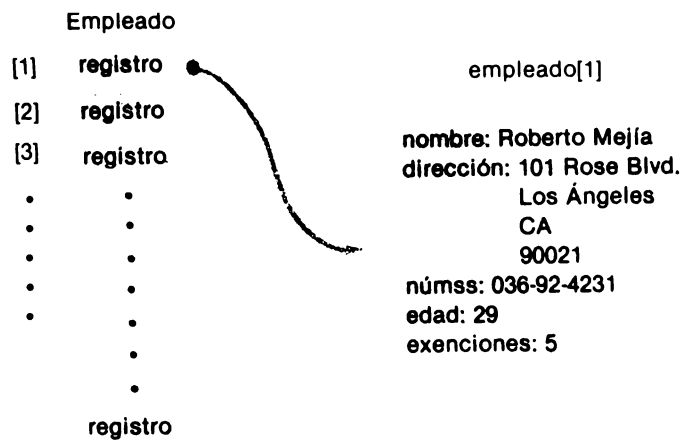 Empleado
[1] registro
[2] registro
[3] registro
registro
empleado[1]
nombre: Roberto Mejía
dirección: 101 Rose Blvd.
Los Ángeles
CA
90021
númss: 036-92-4231
edad: 29
exenciones: 5